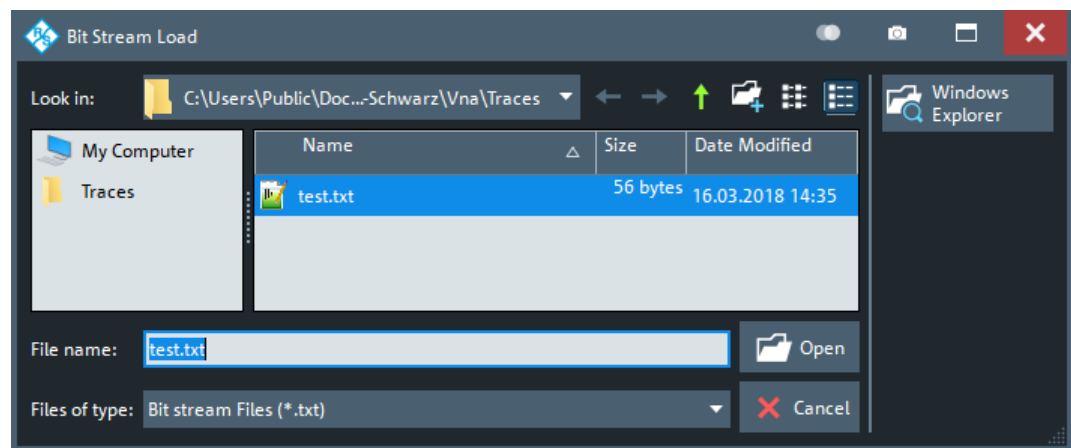 Bit Stream Load
Look in: C:\Users\Public\Doc...-Schwarz\Vna\Traces
Windows
Explorer
My Computer
Traces
Name Size Date Modified
test.txt 56 bytes 16.03.2018 14:35
File name: test.txt Open
Files of type: Bit stream Files (*.txt) Cancel